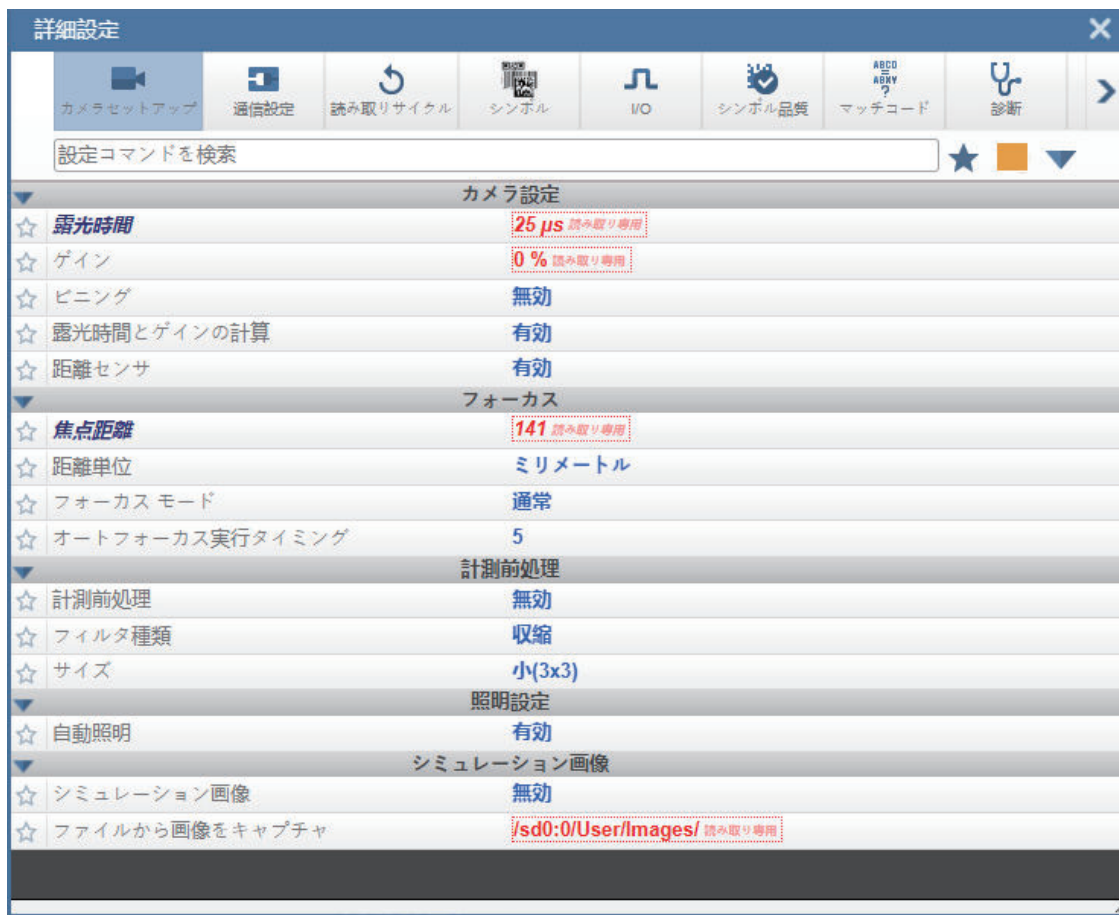 詳細設定
カメラセットアップ 通信設定 読み取りサイクル シンボル I/O シンボル品質 マッチコード 診断
ABCD
ABXY
?
設定コマンドを検索
カメラ設定
露光時間 25 µs 読み取り専用
ゲイン 0 % 読み取り専用
ビニング 無効
露光時間とゲインの計算 有効
距離センサ 有効
フォーカス
焦点距離 141 読み取り専用
距離単位 ミリメートル
フォーカス モード 通常
オートフォーカス実行タイミング 5
計測前処理
計測前処理 無効
フィルタ種類 収縮
サイズ 小(3x3)
照明設定
自動照明 有効
シミュレーション画像
シミュレーション画像 無効
ファイルから画像をキャプチャ /sd0:0/User/Images/ 読み取り専用